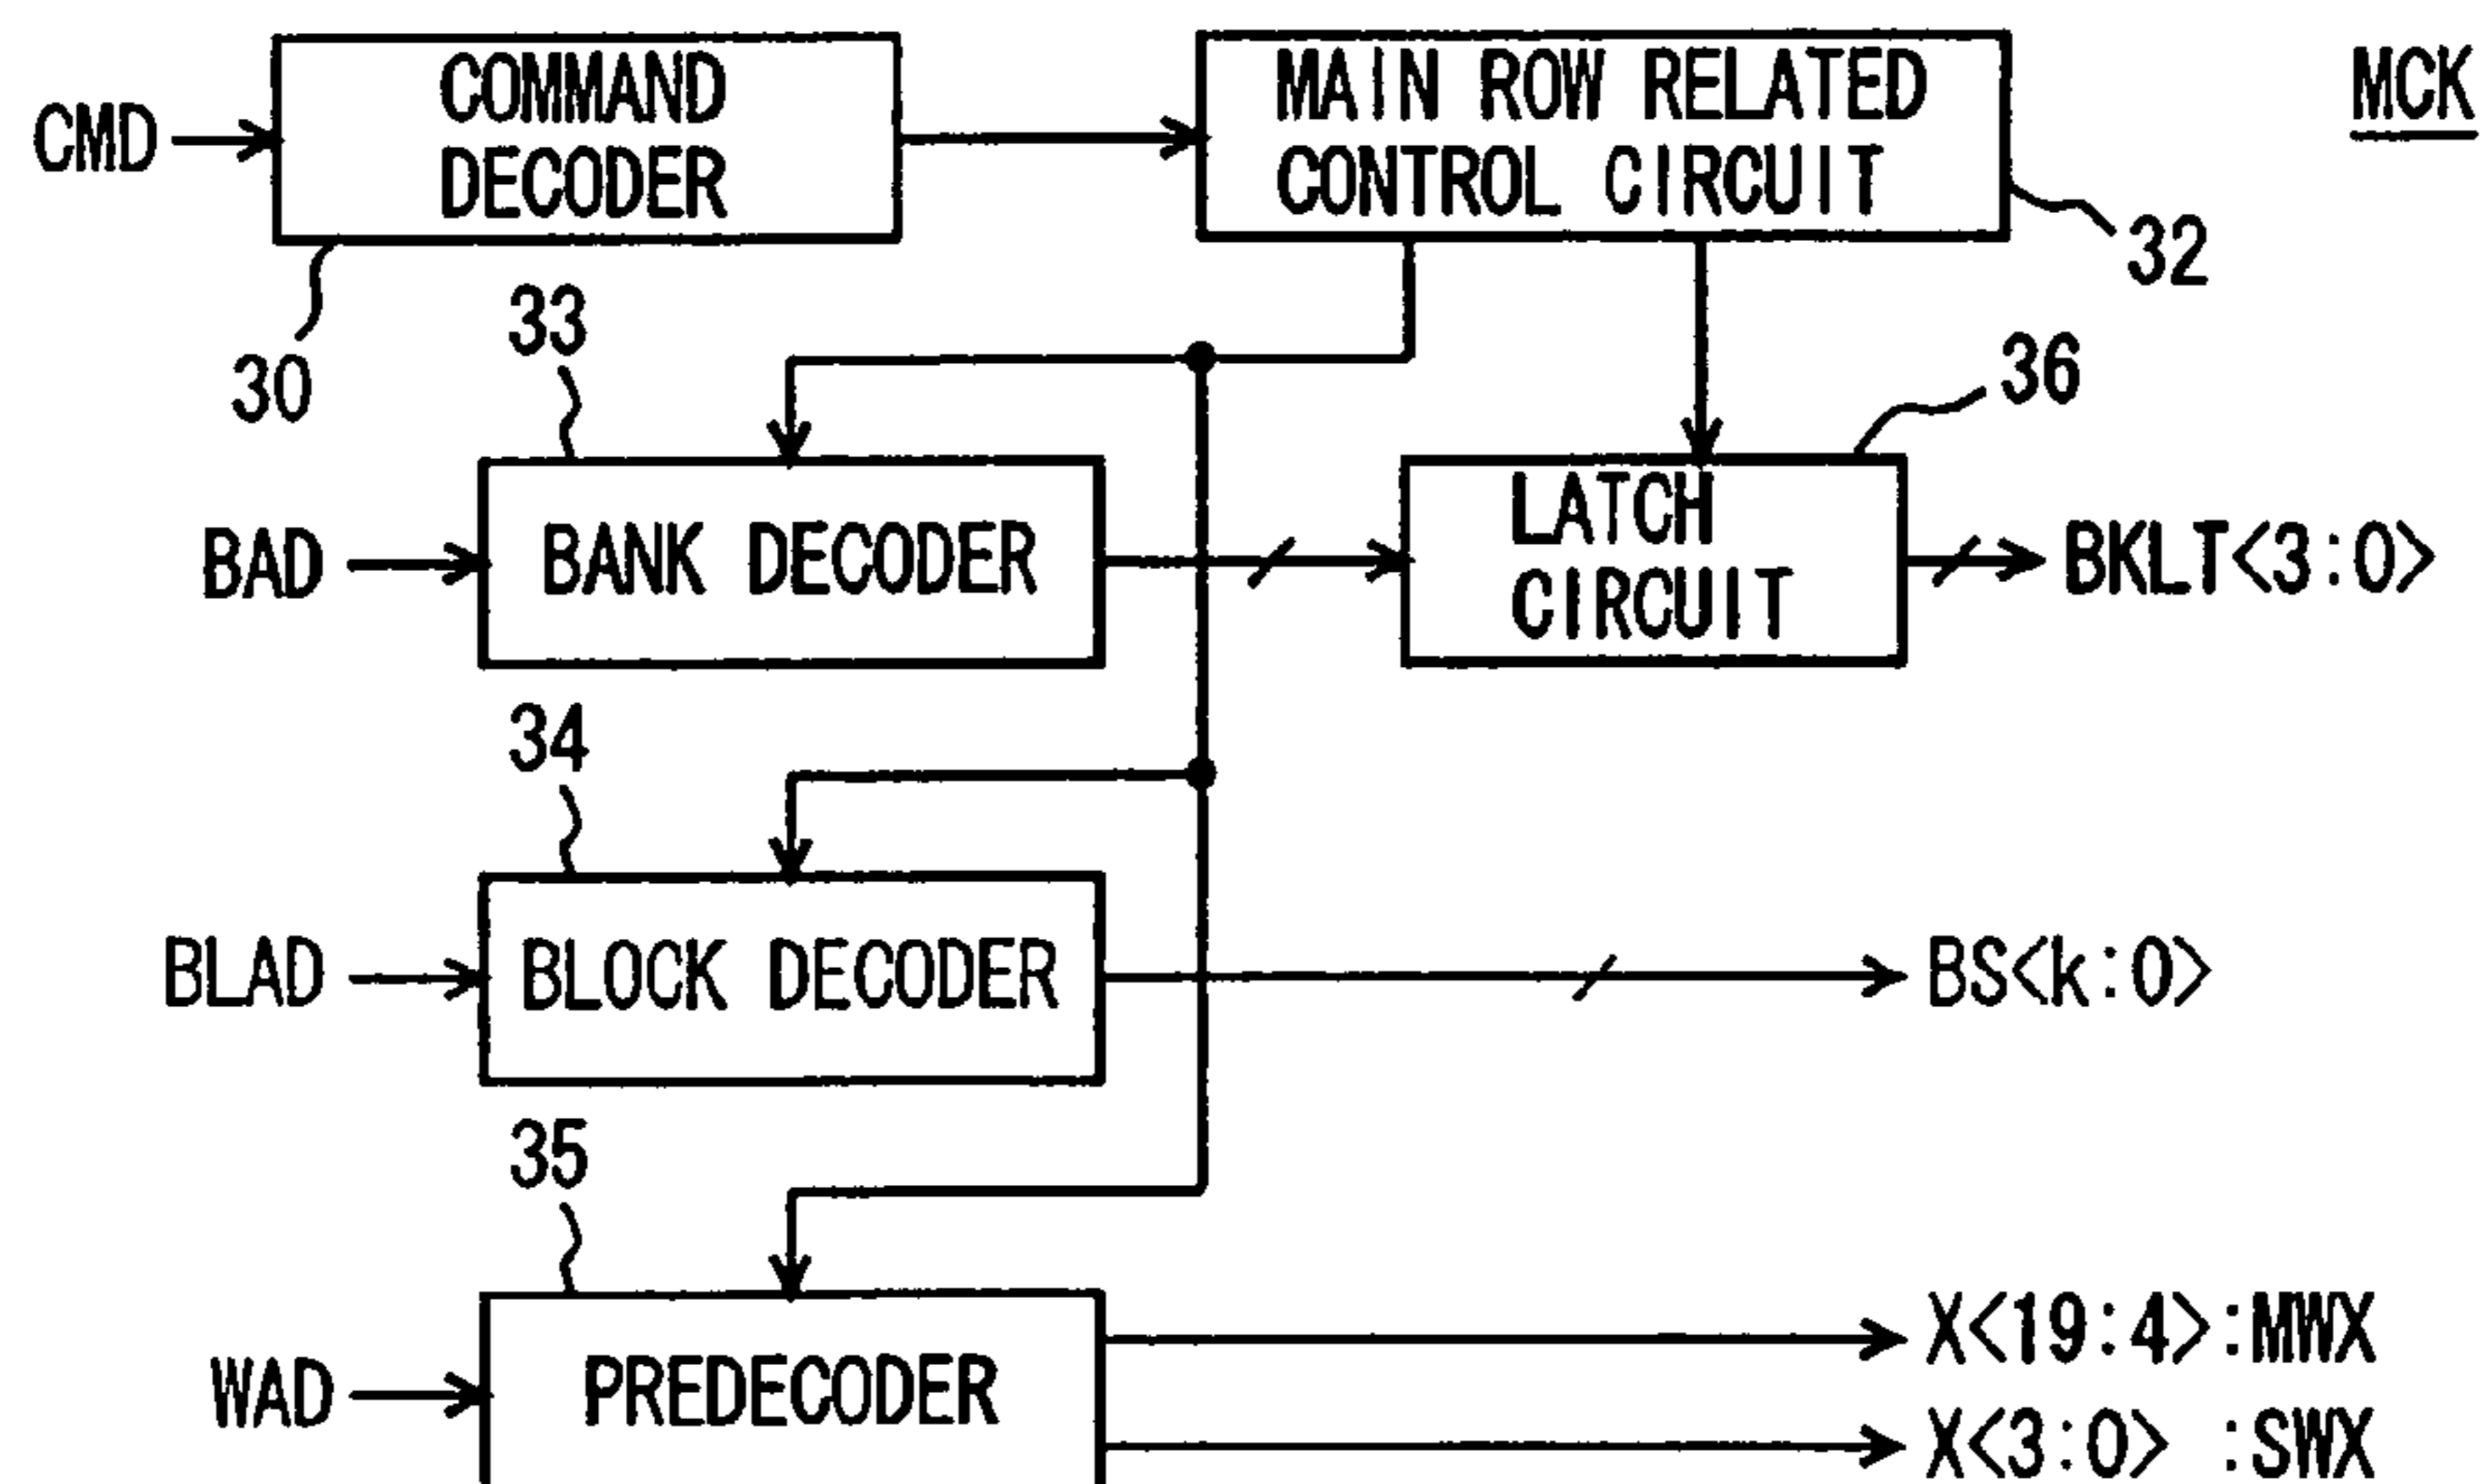 COMMAND
DECODER
MAIN ROW RELATED
CONTROL CIRCUIT
MCK
CMD
32
30
33
36
BAD
BANK DECODER
LATCH
CIRCUIT
BKLT<3:0>
34
BLAD
BLOCK DECODER
BS<k:0>
35
WAD
PREDECODER
X<19:4>:MWX
X<3:0> :SWX